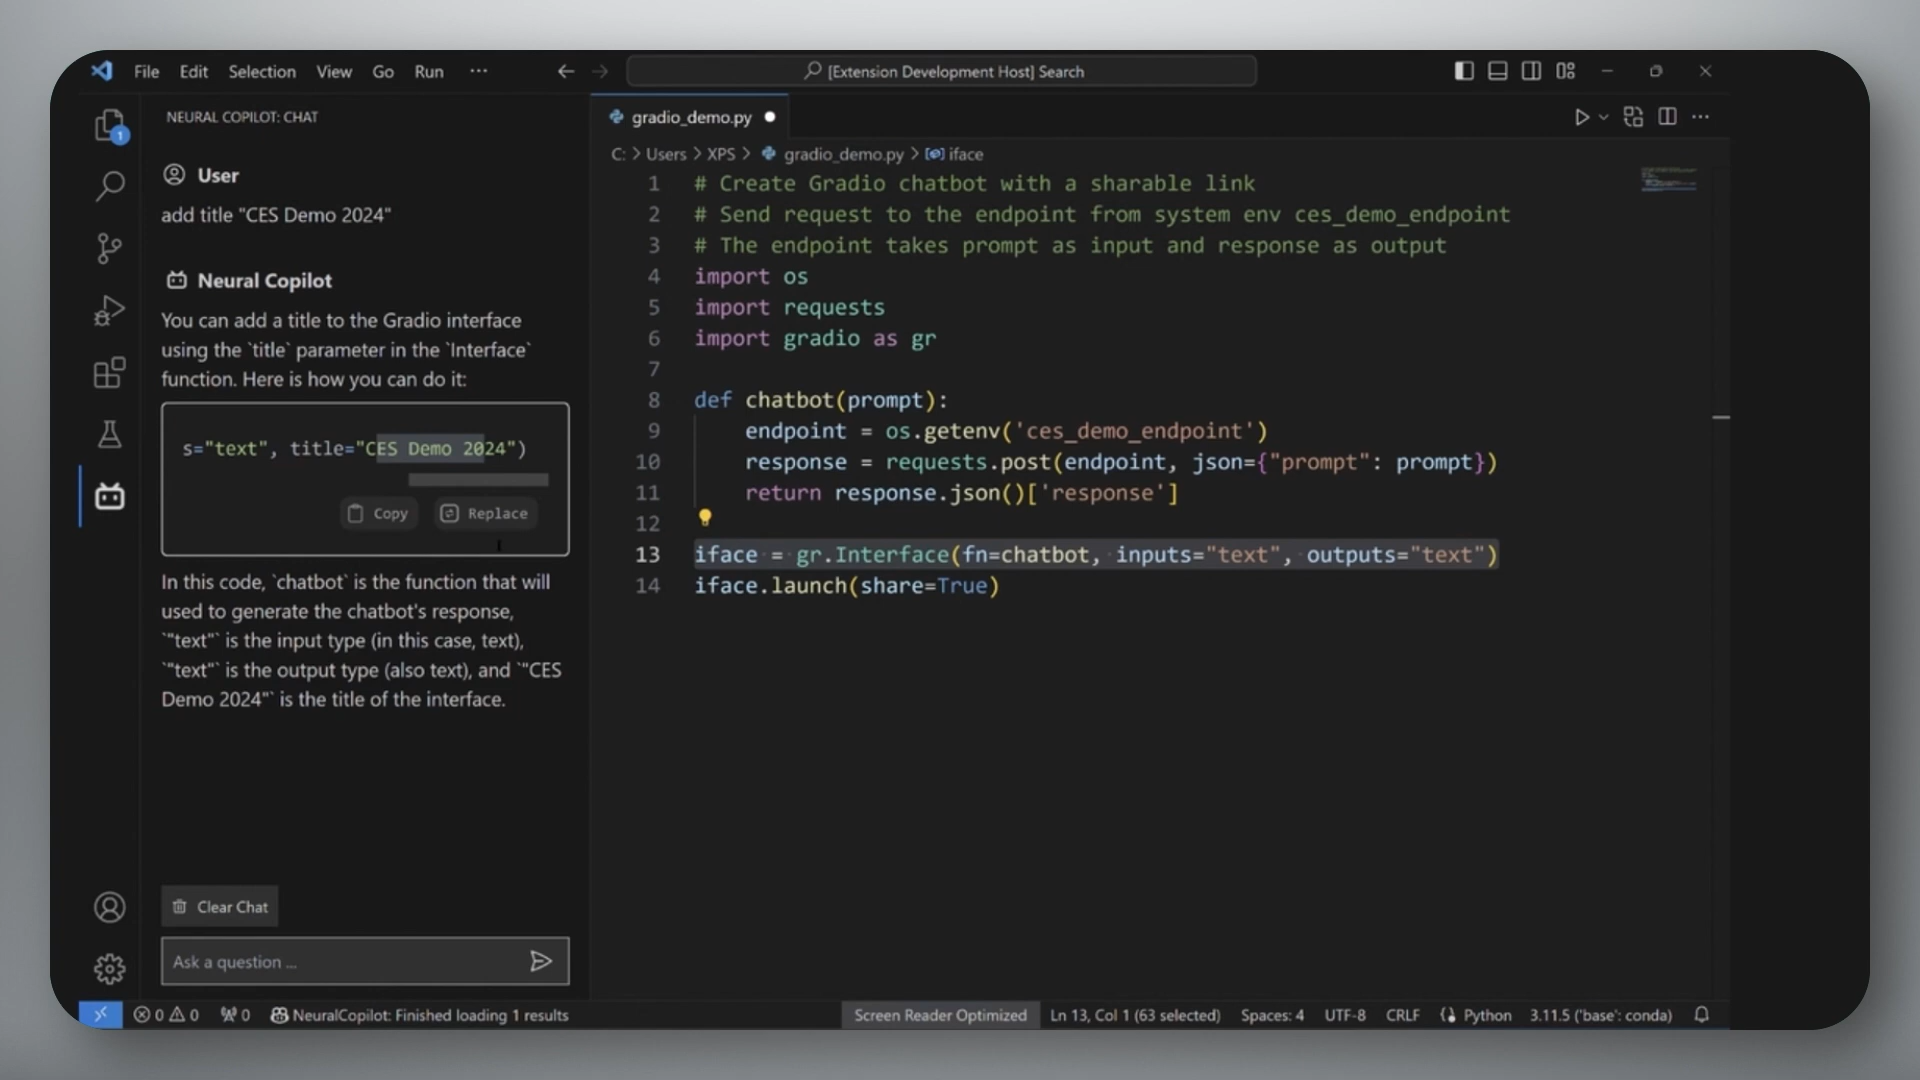 File Edit Selection View Go Run ...
[Extension Development Host] Search
NEURAL COPILOT: CHAT
1
User
add title "CES Demo 2024"
Neural Copilot
You can add a title to the Gradio interface
using the `title` parameter in the `Interface`
function. Here is how you can do it:
s="text", title="CES Demo 2024")
Copy Replace
In this code, `chatbot` is the function that will
used to generate the chatbot's response,
`"text"` is the input type (in this case, text),
`"text"` is the output type (also text), and `"CES
Demo 2024"` is the title of the interface.
Clear Chat
Ask a question ...
gradio_demo.py
C: > Users > XPS > gradio_demo.py > iface
1 # Create Gradio chatbot with a sharable link
2 # Send request to the endpoint from system env ces_demo_endpoint
3 # The endpoint takes prompt as input and response as output
4 import os
5 import requests
6 import gradio as gr
7
8 def chatbot(prompt):
9 endpoint = os.getenv('ces_demo_endpoint')
10 response = requests.post(endpoint, json={"prompt": prompt})
11 return response.json()['response']
12
13 iface = gr.Interface(fn=chatbot, inputs="text", outputs="text")
14 iface.launch(share=True)
0 0 0 NeuralCopilot: Finished loading 1 results Screen Reader Optimized Ln 13, Col 1 (63 selected) Spaces: 4 UTF-8 CRLF Python 3.11.5 ('base': conda)